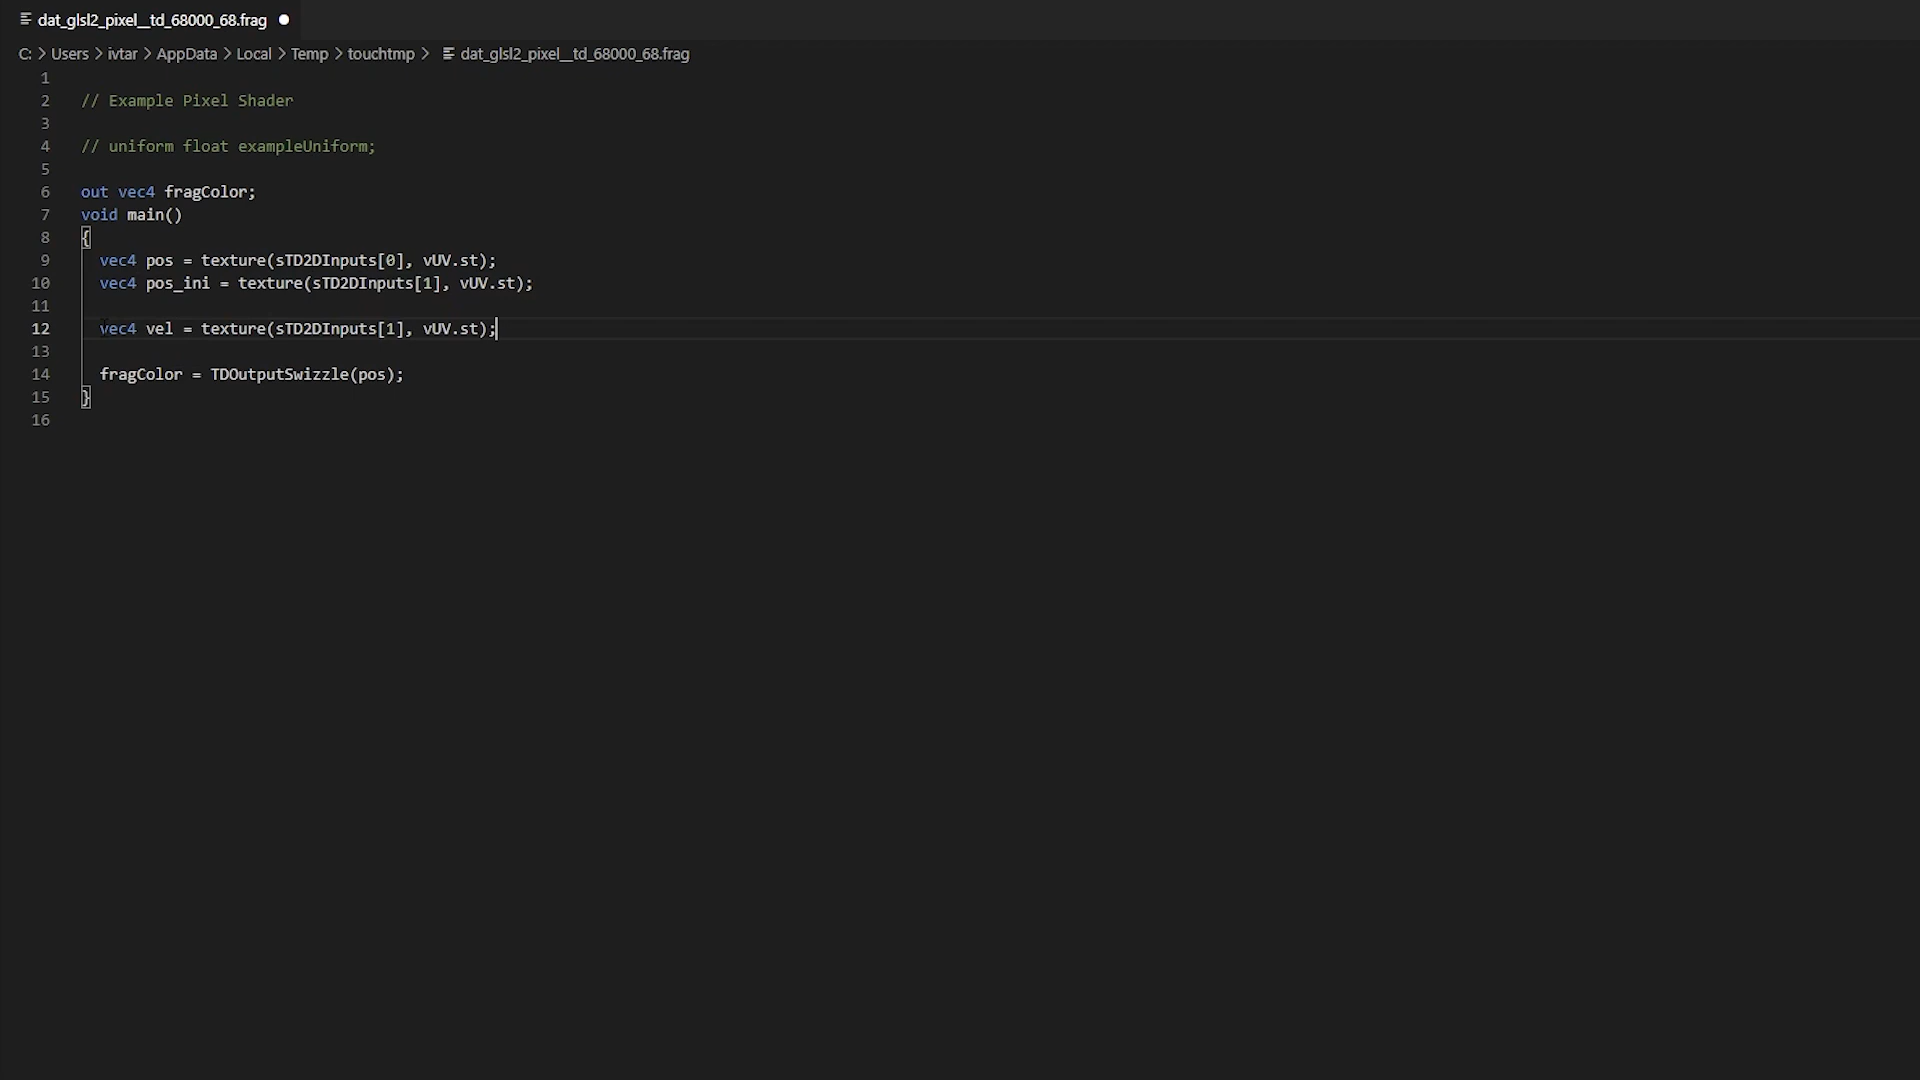 dat_glsl2_pixel__td_68000_68.frag
C: > Users > ivtar > AppData > Local > Temp > touchtmp > dat_glsl2_pixel__td_68000_68.frag
1
2 // Example Pixel Shader
3
4 // uniform float exampleUniform;
5
6 out vec4 fragColor;
7 void main()
8 {
9 vec4 pos = texture(sTD2DInputs[0], vUV.st);
10 vec4 pos_ini = texture(sTD2DInputs[1], vUV.st);
11
12 vec4 vel = texture(sTD2DInputs[1], vUV.st);
13
14 fragColor = TDOutputSwizzle(pos);
15 }
16